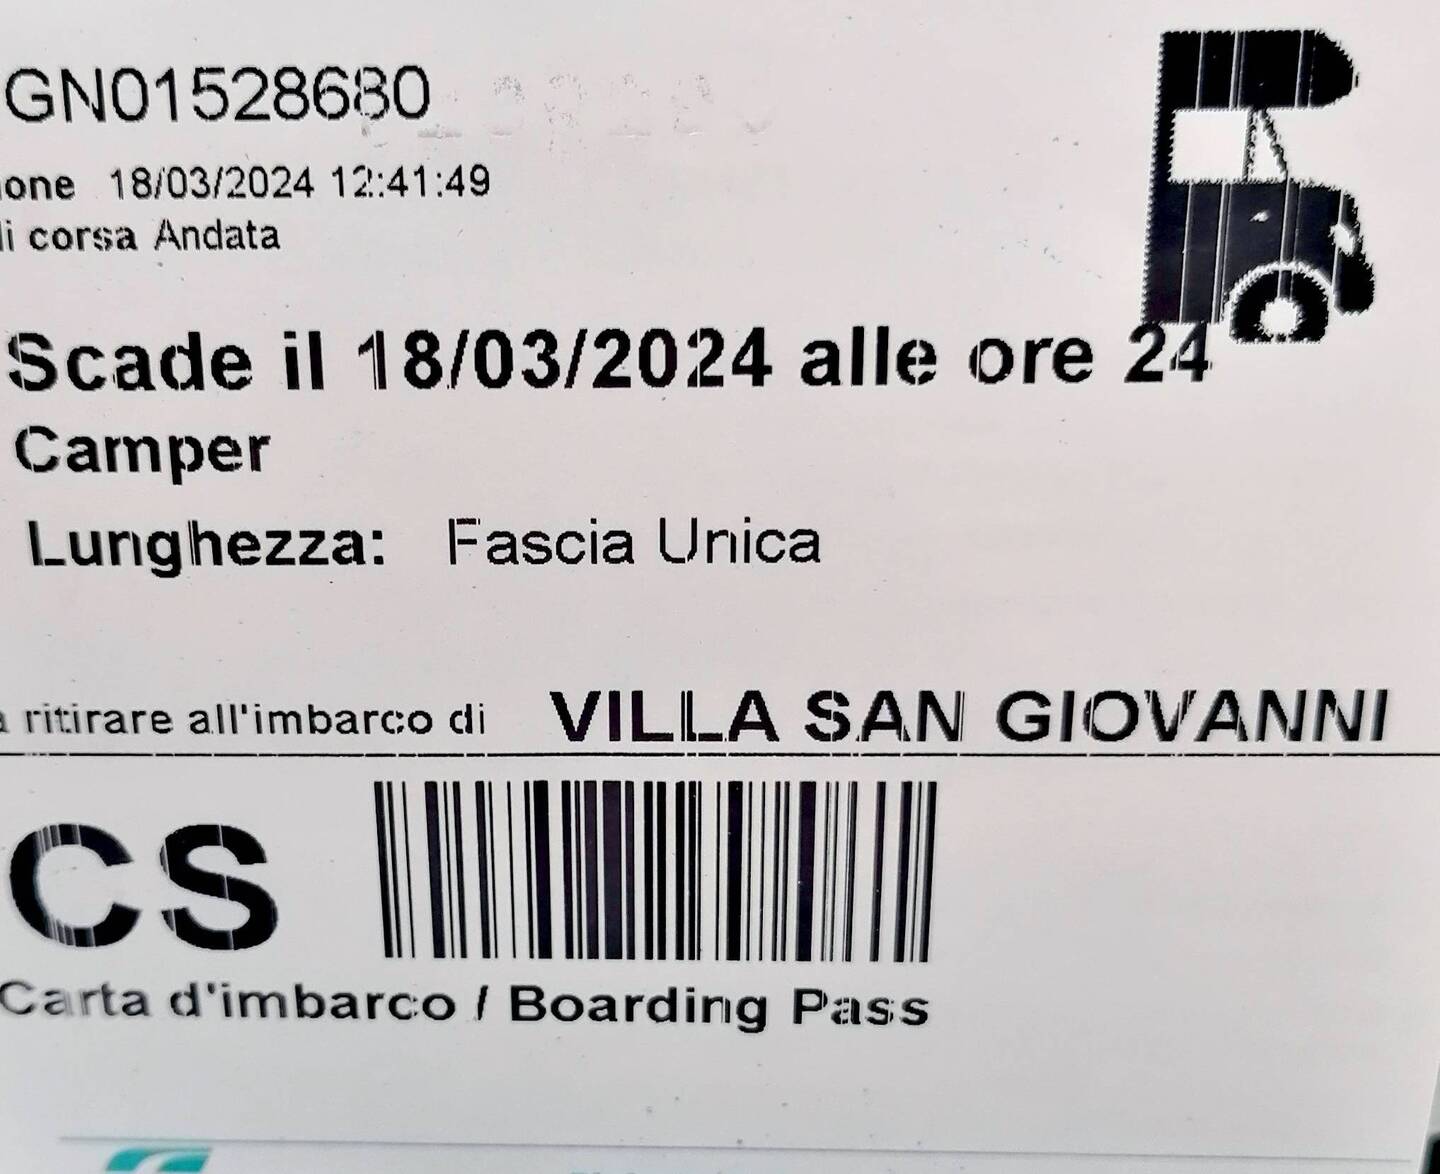 GN01528680
ione 18/03/2024 12:41:49
di corsa Andata
Scade il 18/03/2024 alle ore 24
Camper
Lunghezza: Fascia Unica
a ritirare all'imbarco di VILLA SAN GIOVANNI
CS
Carta d'imbarco / Boarding Pass